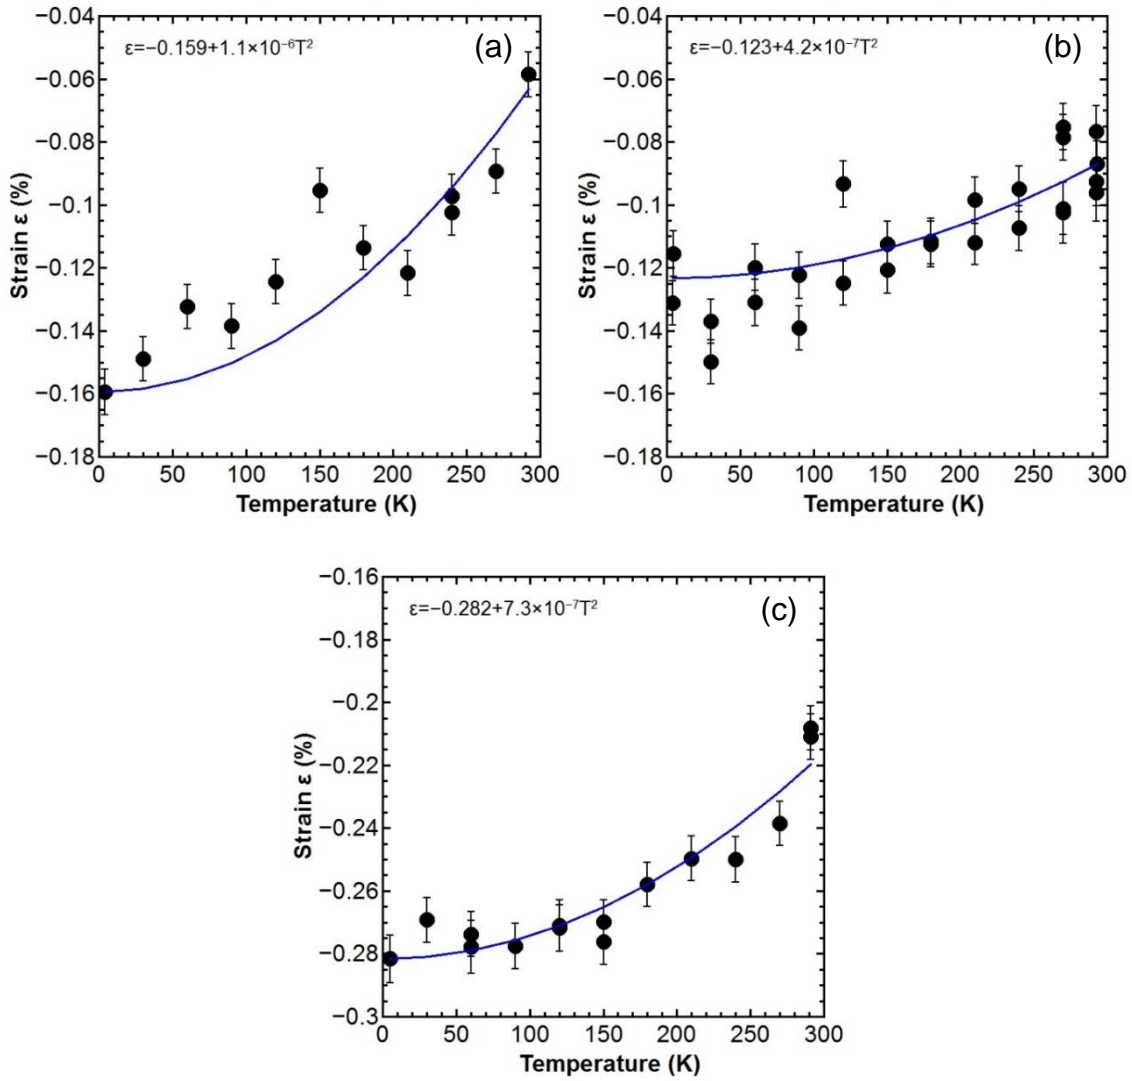 ε=−0.159+1.1×10⁻⁶T²
(a)
Strain ε (%)
−0.04
−0.06
−0.08
−0.1
−0.12
−0.14
−0.16
−0.18
0 50 100 150 200 250 300
Temperature (K)
ε=−0.123+4.2×10⁻⁷T²
(b)
Strain ε (%)
−0.04
−0.06
−0.08
−0.1
−0.12
−0.14
−0.16
−0.18
0 50 100 150 200 250 300
Temperature (K)
ε=−0.282+7.3×10⁻⁷T²
(c)
Strain ε (%)
−0.16
−0.18
−0.2
−0.22
−0.24
−0.26
−0.28
−0.3
0 50 100 150 200 250 300
Temperature (K)